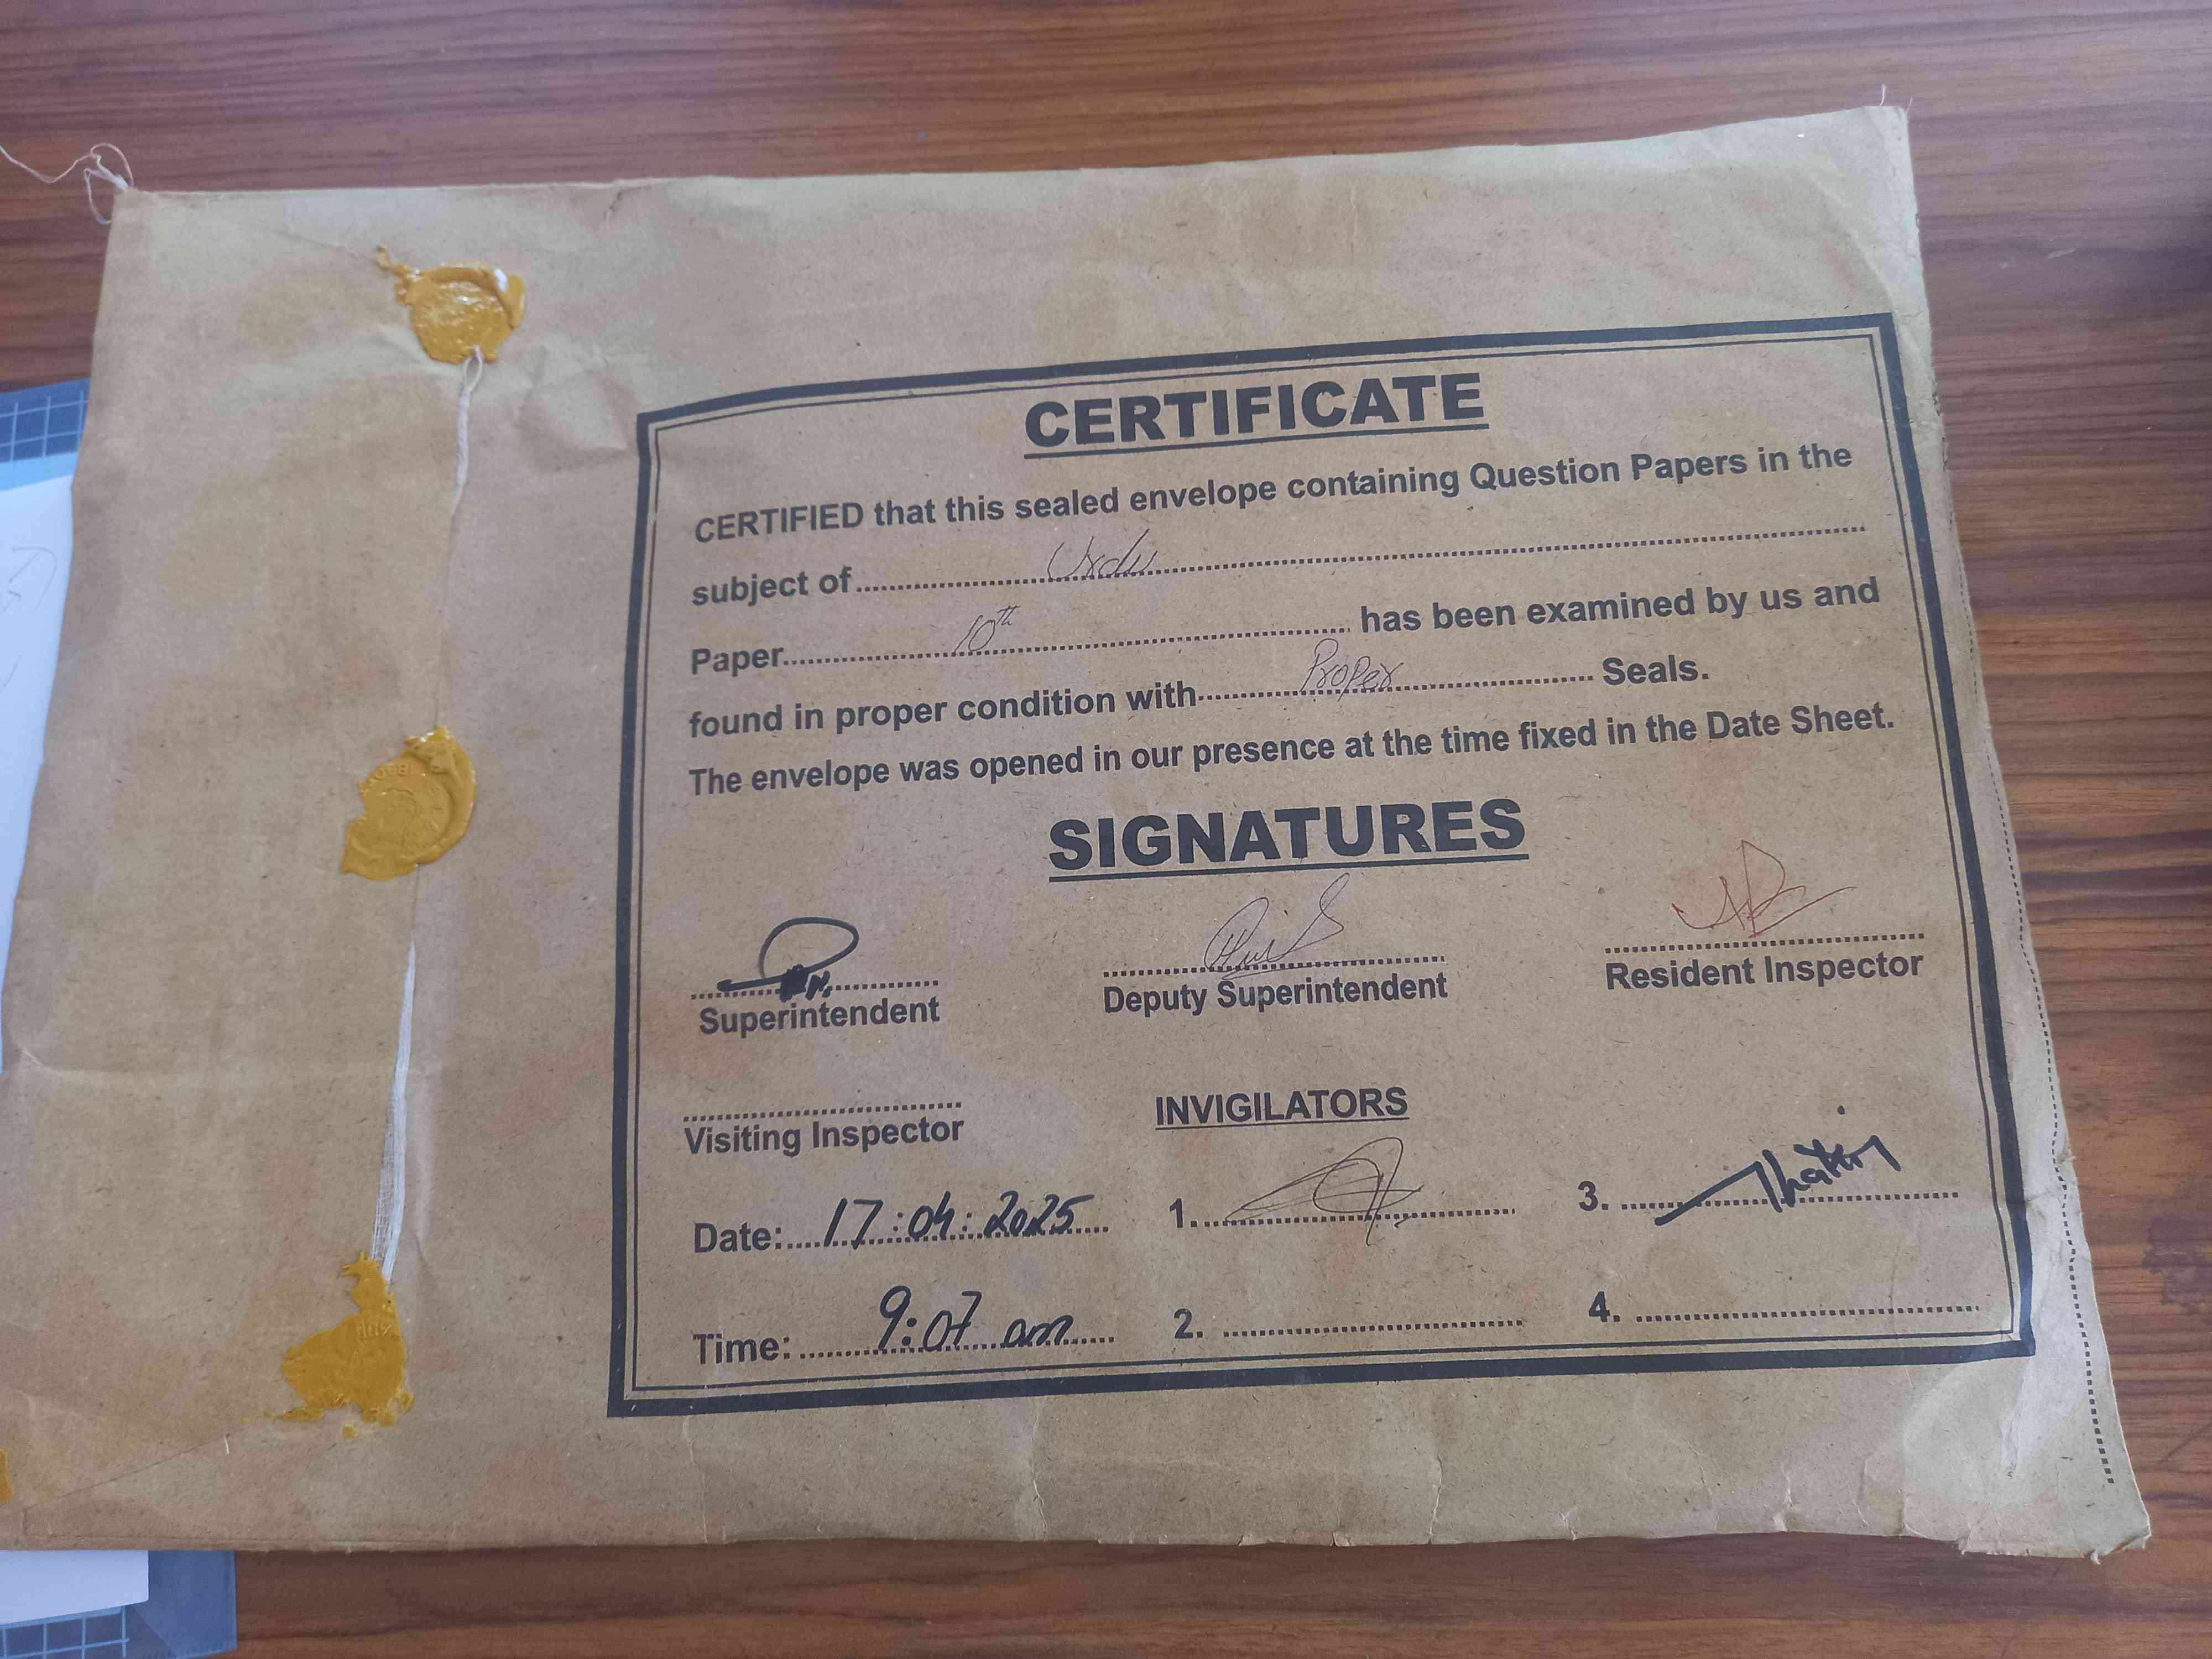 CERTIFICATE
CERTIFIED that this sealed envelope containing Question Papers in the
subject of Urdu
Paper 10th has been examined by us and
found in proper condition with Proper Seals.
The envelope was opened in our presence at the time fixed in the Date Sheet.
SIGNATURES
Superintendent Deputy Superintendent Resident Inspector
Visiting Inspector INVIGILATORS
Date: 17:04:2025 1. 3.
Time: 9:07 am 2. 4.